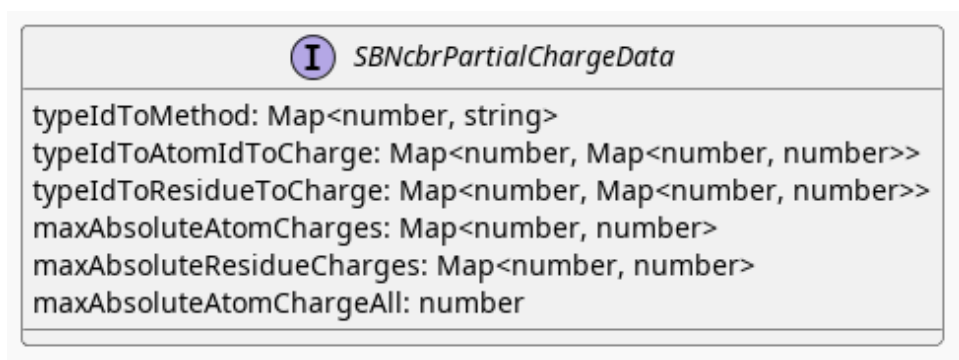 I SBNcbrPartialChargeData
typeIdToMethod: Map<number, string>
typeIdToAtomIdToCharge: Map<number, Map<number, number>>
typeIdToResidueToCharge: Map<number, Map<number, number>>
maxAbsoluteAtomCharges: Map<number, number>
maxAbsoluteResidueCharges: Map<number, number>
maxAbsoluteAtomChargeAll: number